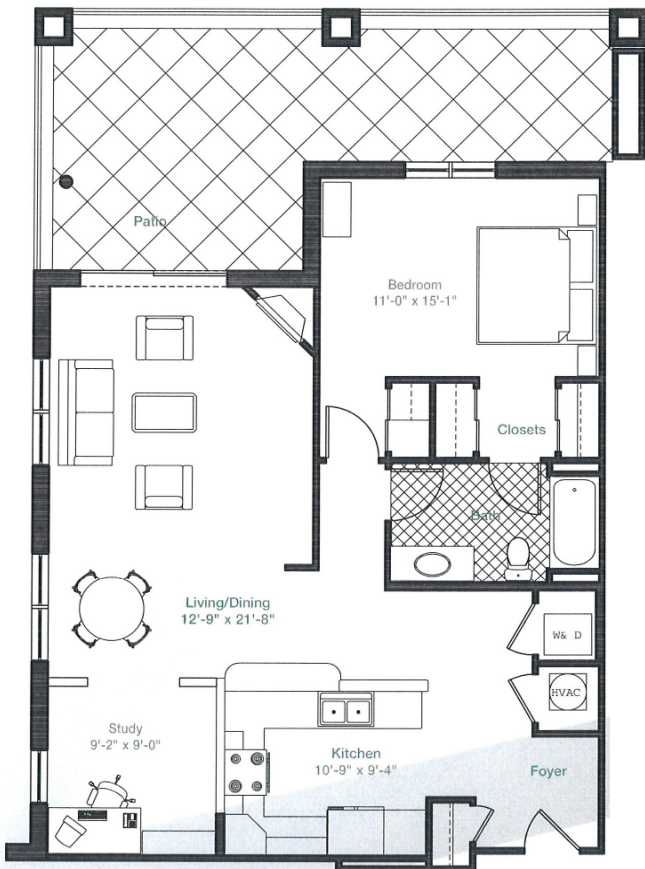 Patio
Bedroom
11'-0" x 15'-1"
Closets
Bath
Living/Dining
12'-9" x 21'-8"
W& D
HVAC
Study
9'-2" x 9'-0"
Kitchen
10'-9" x 9'-4"
Foyer